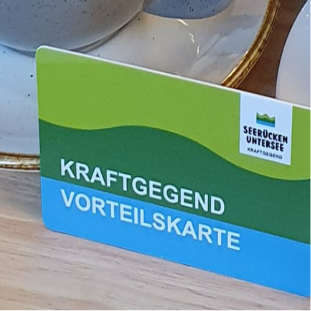 SEERÜCKEN
UNTERSEE
KRAFTGEGEND
KRAFTGEGEND
VORTEILSKARTE